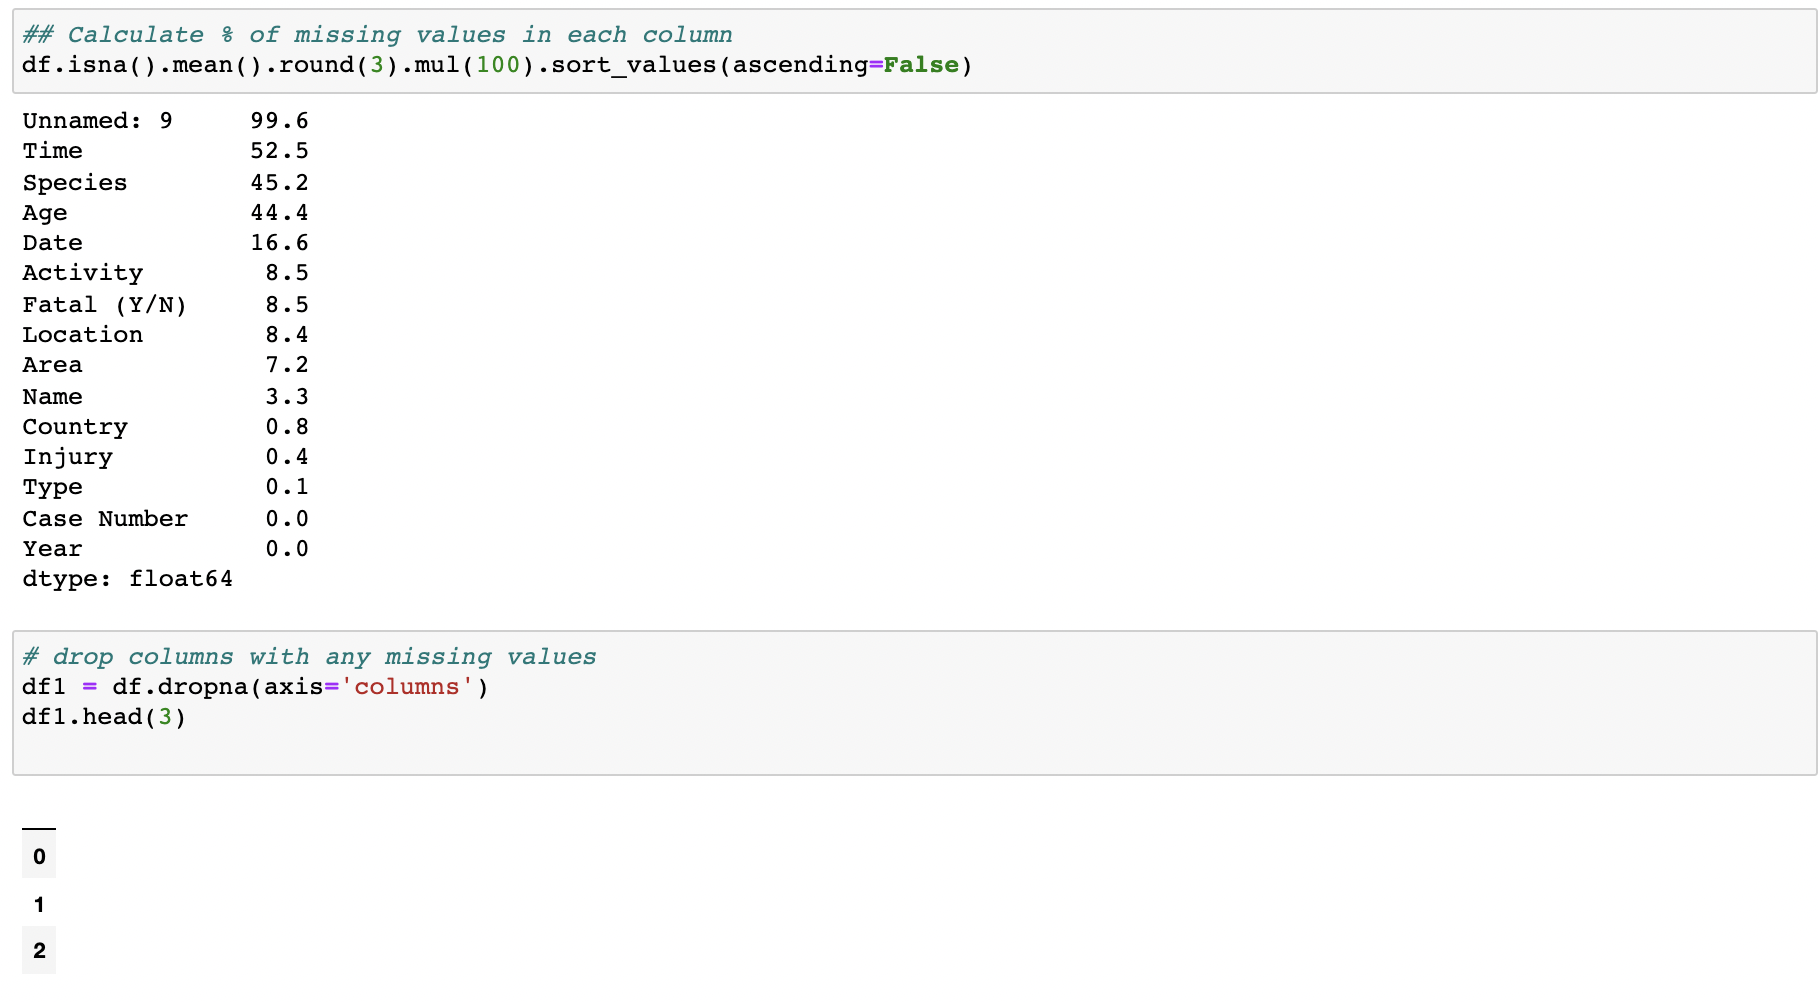 ## Calculate % of missing values in each column
df.isna().mean().round(3).mul(100).sort_values(ascending=False)
Unnamed: 9     99.6
Time           52.5
Species        45.2
Age            44.4
Date           16.6
Activity        8.5
Fatal (Y/N)     8.5
Location        8.4
Area            7.2
Name            3.3
Country         0.8
Injury          0.4
Type            0.1
Case Number     0.0
Year            0.0
dtype: float64
# drop columns with any missing values
df1 = df.dropna(axis='columns')
df1.head(3)
0
1
2